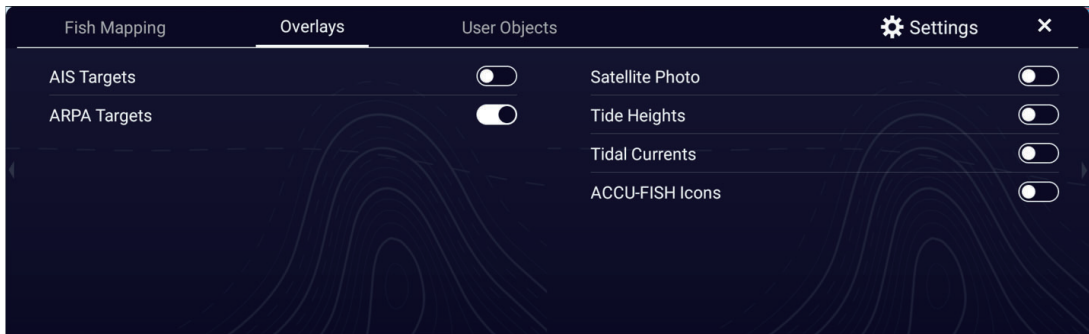 Fish Mapping
Overlays
User Objects
Settings
AIS Targets
ARPA Targets
Satellite Photo
Tide Heights
Tidal Currents
ACCU-FISH Icons